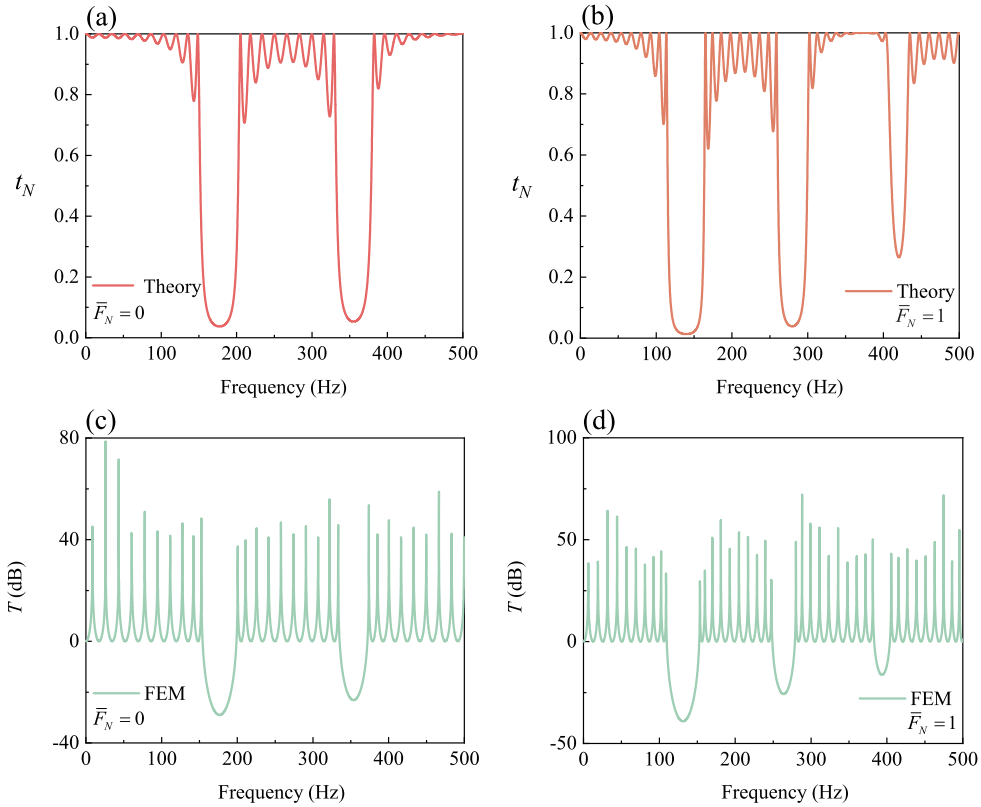 (a)
1.0
0.8
0.6
t_N
0.4
0.2
Theory
F̅_N = 0
0.0
0 100 200 300 400 500
Frequency (Hz)
(b)
1.0
0.8
0.6
t_N
0.4
0.2
Theory
F̅_N = 1
0.0
0 100 200 300 400 500
Frequency (Hz)
(c)
80
40
T (dB)
0
FEM
F̅_N = 0
-40
0 100 200 300 400 500
Frequency (Hz)
(d)
100
50
T (dB)
0
FEM
F̅_N = 1
-50
0 100 200 300 400 500
Frequency (Hz)